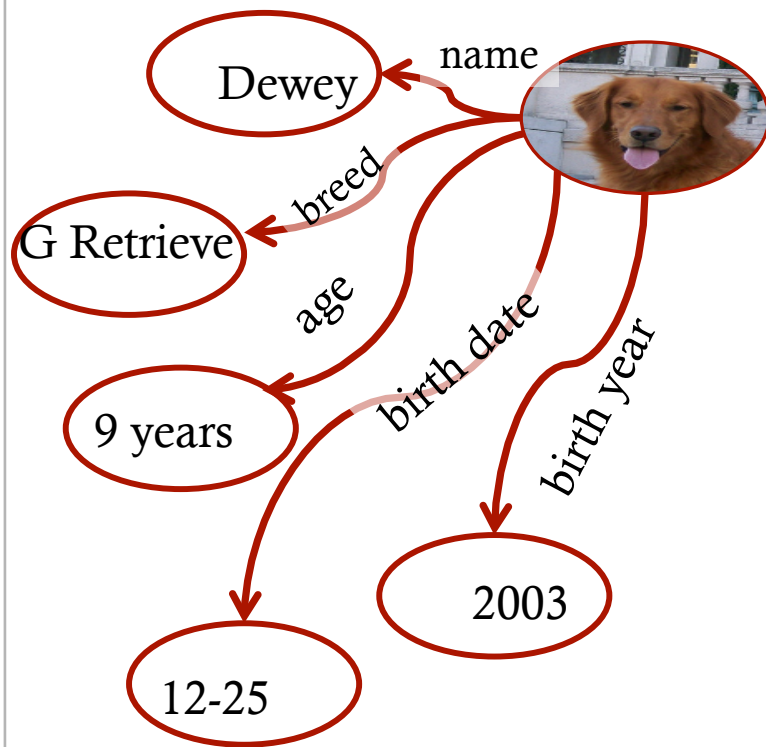 name
Dewey
breed
G Retrieve
age
9 years
birth date
12-25
birth year
2003